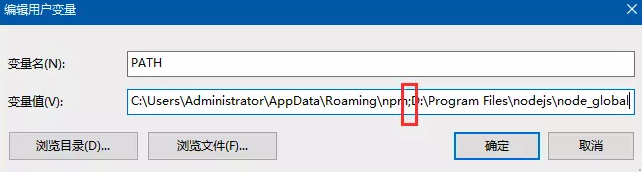 编辑用户变量
变量名(N):
PATH
变量值(V):
C:\Users\Administrator\AppData\Roaming\npm;D:\Program Files\nodejs\node_global
浏览目录(D)...
浏览文件(F)...
确定
取消